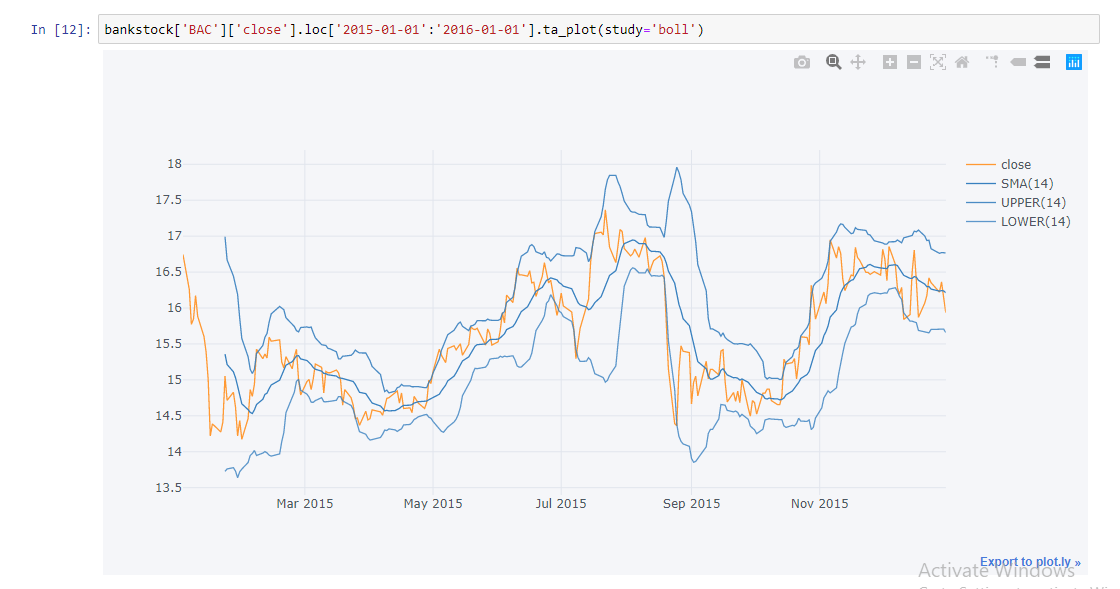 In [12]: bankstock['BAC']['close'].loc['2015-01-01':'2016-01-01'].ta_plot(study='boll')
18
17.5
17
16.5
16
15.5
15
14.5
14
13.5
Mar 2015 May 2015 Jul 2015 Sep 2015 Nov 2015
close
SMA(14)
UPPER(14)
LOWER(14)
Export to plot.ly »
Activate Windows